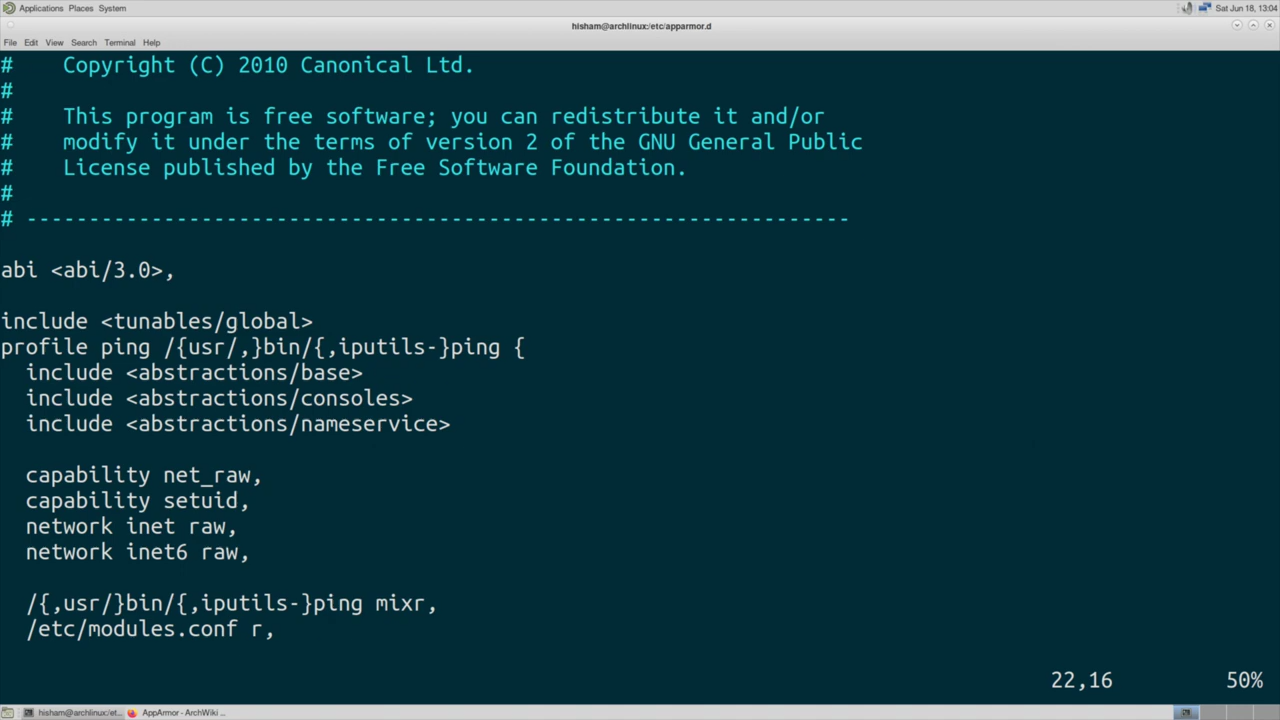 Applications Places System
Sat Jun 18, 13:04
hisham@archlinux:/etc/apparmor.d
File Edit View Search Terminal Help
#    Copyright (C) 2010 Canonical Ltd.
#
#    This program is free software; you can redistribute it and/or
#    modify it under the terms of version 2 of the GNU General Public
#    License published by the Free Software Foundation.
#
# ------------------------------------------------------------------
abi <abi/3.0>,
include <tunables/global>
profile ping /{usr/,}bin/{,iputils-}ping {
  include <abstractions/base>
  include <abstractions/consoles>
  include <abstractions/nameservice>
  capability net_raw,
  capability setuid,
  network inet raw,
  network inet6 raw,
  /{,usr/}bin/{,iputils-}ping mixr,
  /etc/modules.conf r,
22,16 50%
hisham@archlinux:/et... AppArmor - ArchWiki ...